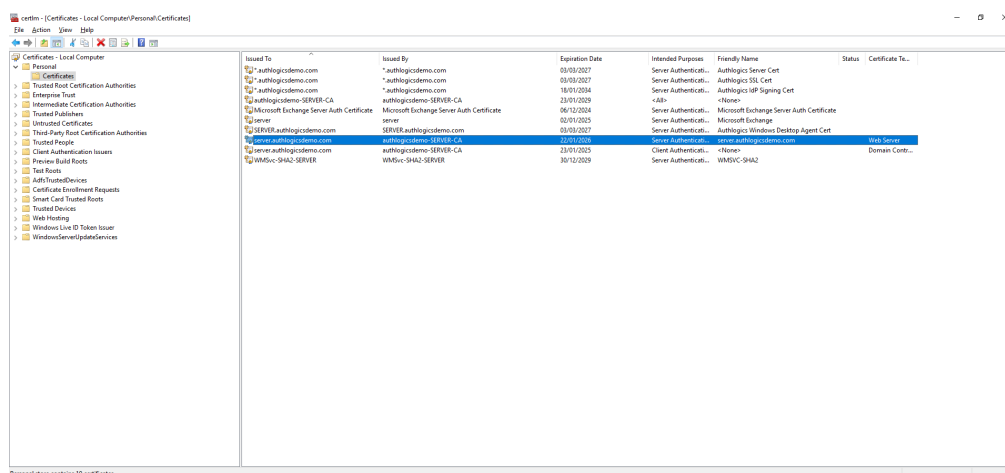 certlm - [Certificates - Local Computer\Personal\Certificates]
File Action View Help
Certificates - Local Computer
Personal
Certificates
Trusted Root Certification Authorities
Enterprise Trust
Intermediate Certification Authorities
Trusted Publishers
Untrusted Certificates
Third-Party Root Certification Authorities
Trusted People
Client Authentication Issuers
Preview Build Roots
Test Roots
AdfsTrustedDevices
Certificate Enrollment Requests
Smart Card Trusted Roots
Trusted Devices
Web Hosting
Windows Live ID Token Issuer
WindowsServerUpdateServices
Issued To Issued By Expiration Date Intended Purposes Friendly Name Status Certificate Te...
*.authlogicsdemo.com *.authlogicsdemo.com 03/03/2027 Server Authenticati... Authlogics Server Cert
*.authlogicsdemo.com *.authlogicsdemo.com 03/03/2027 Server Authenticati... Authlogics SSL Cert
*.authlogicsdemo.com *.authlogicsdemo.com 18/01/2034 Server Authenticati... Authlogics IdP Signing Cert
authlogicsdemo-SERVER-CA authlogicsdemo-SERVER-CA 23/01/2029 <All> <None>
Microsoft Exchange Server Auth Certificate Microsoft Exchange Server Auth Certificate 06/12/2024 Server Authenticati... Microsoft Exchange Server Auth Certificate
server server 02/01/2025 Server Authenticati... Microsoft Exchange
SERVER.authlogicsdemo.com SERVER.authlogicsdemo.com 03/03/2027 Server Authenticati... Authlogics Windows Desktop Agent Cert
server.authlogicsdemo.com authlogicsdemo-SERVER-CA 22/01/2026 Server Authenticati... server.authlogicsdemo.com Web Server
server.authlogicsdemo.com authlogicsdemo-SERVER-CA 23/01/2025 Client Authenticati... <None> Domain Contr...
WMSvc-SHA2-SERVER WMSvc-SHA2-SERVER 30/12/2029 Server Authenticati... WMSVC-SHA2
Personal store contains 10 certificates.